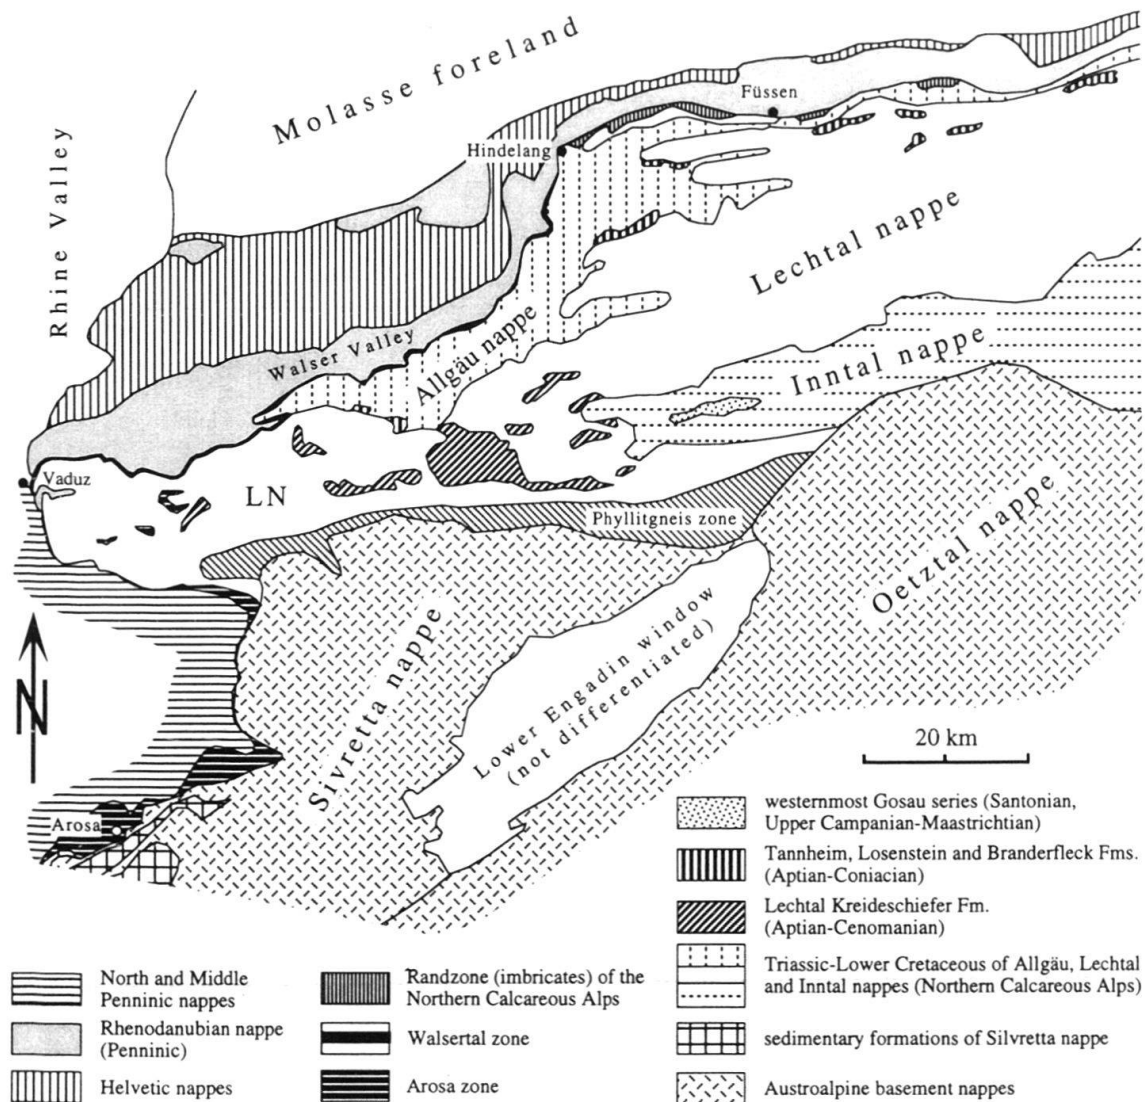 Molasse foreland
Rhine Valley
Füssen
Hindelang
Lechtal nappe
Walser Valley
Allgäu nappe
Inntal nappe
Vaduz
LN
Phyllitgneis zone
Oetztal nappe
Silvretta nappe
Lower Engadin window
(not differentiated)
N
20 km
Arosa
westernmost Gosau series (Santonian,
Upper Campanian-Maastrichtian)
Tannheim, Losenstein and Branderfleck Fms.
(Aptian-Coniacian)
Lechtal Kreideschiefer Fm.
(Aptian-Cenomanian)
Triassic-Lower Cretaceous of Allgäu, Lechtal
and Inntal nappes (Northern Calcareous Alps)
sedimentary formations of Silvretta nappe
Austroalpine basement nappes
North and Middle
Penninic nappes
Rhenodanubian nappe
(Penninic)
Helvetic nappes
Randzone (imbricates) of the
Northern Calcareous Alps
Walsertal zone
Arosa zone